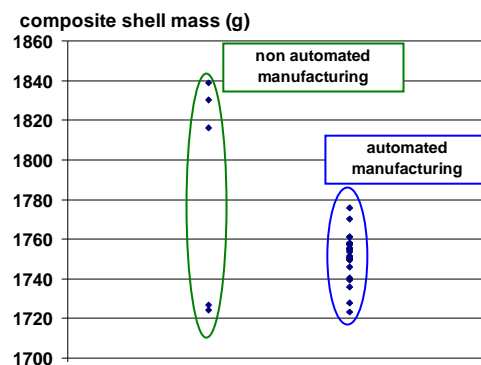 composite shell mass (g)
1860
non automated
manufacturing
1840
1820
automated
manufacturing
1800
1780
1760
1740
1720
1700